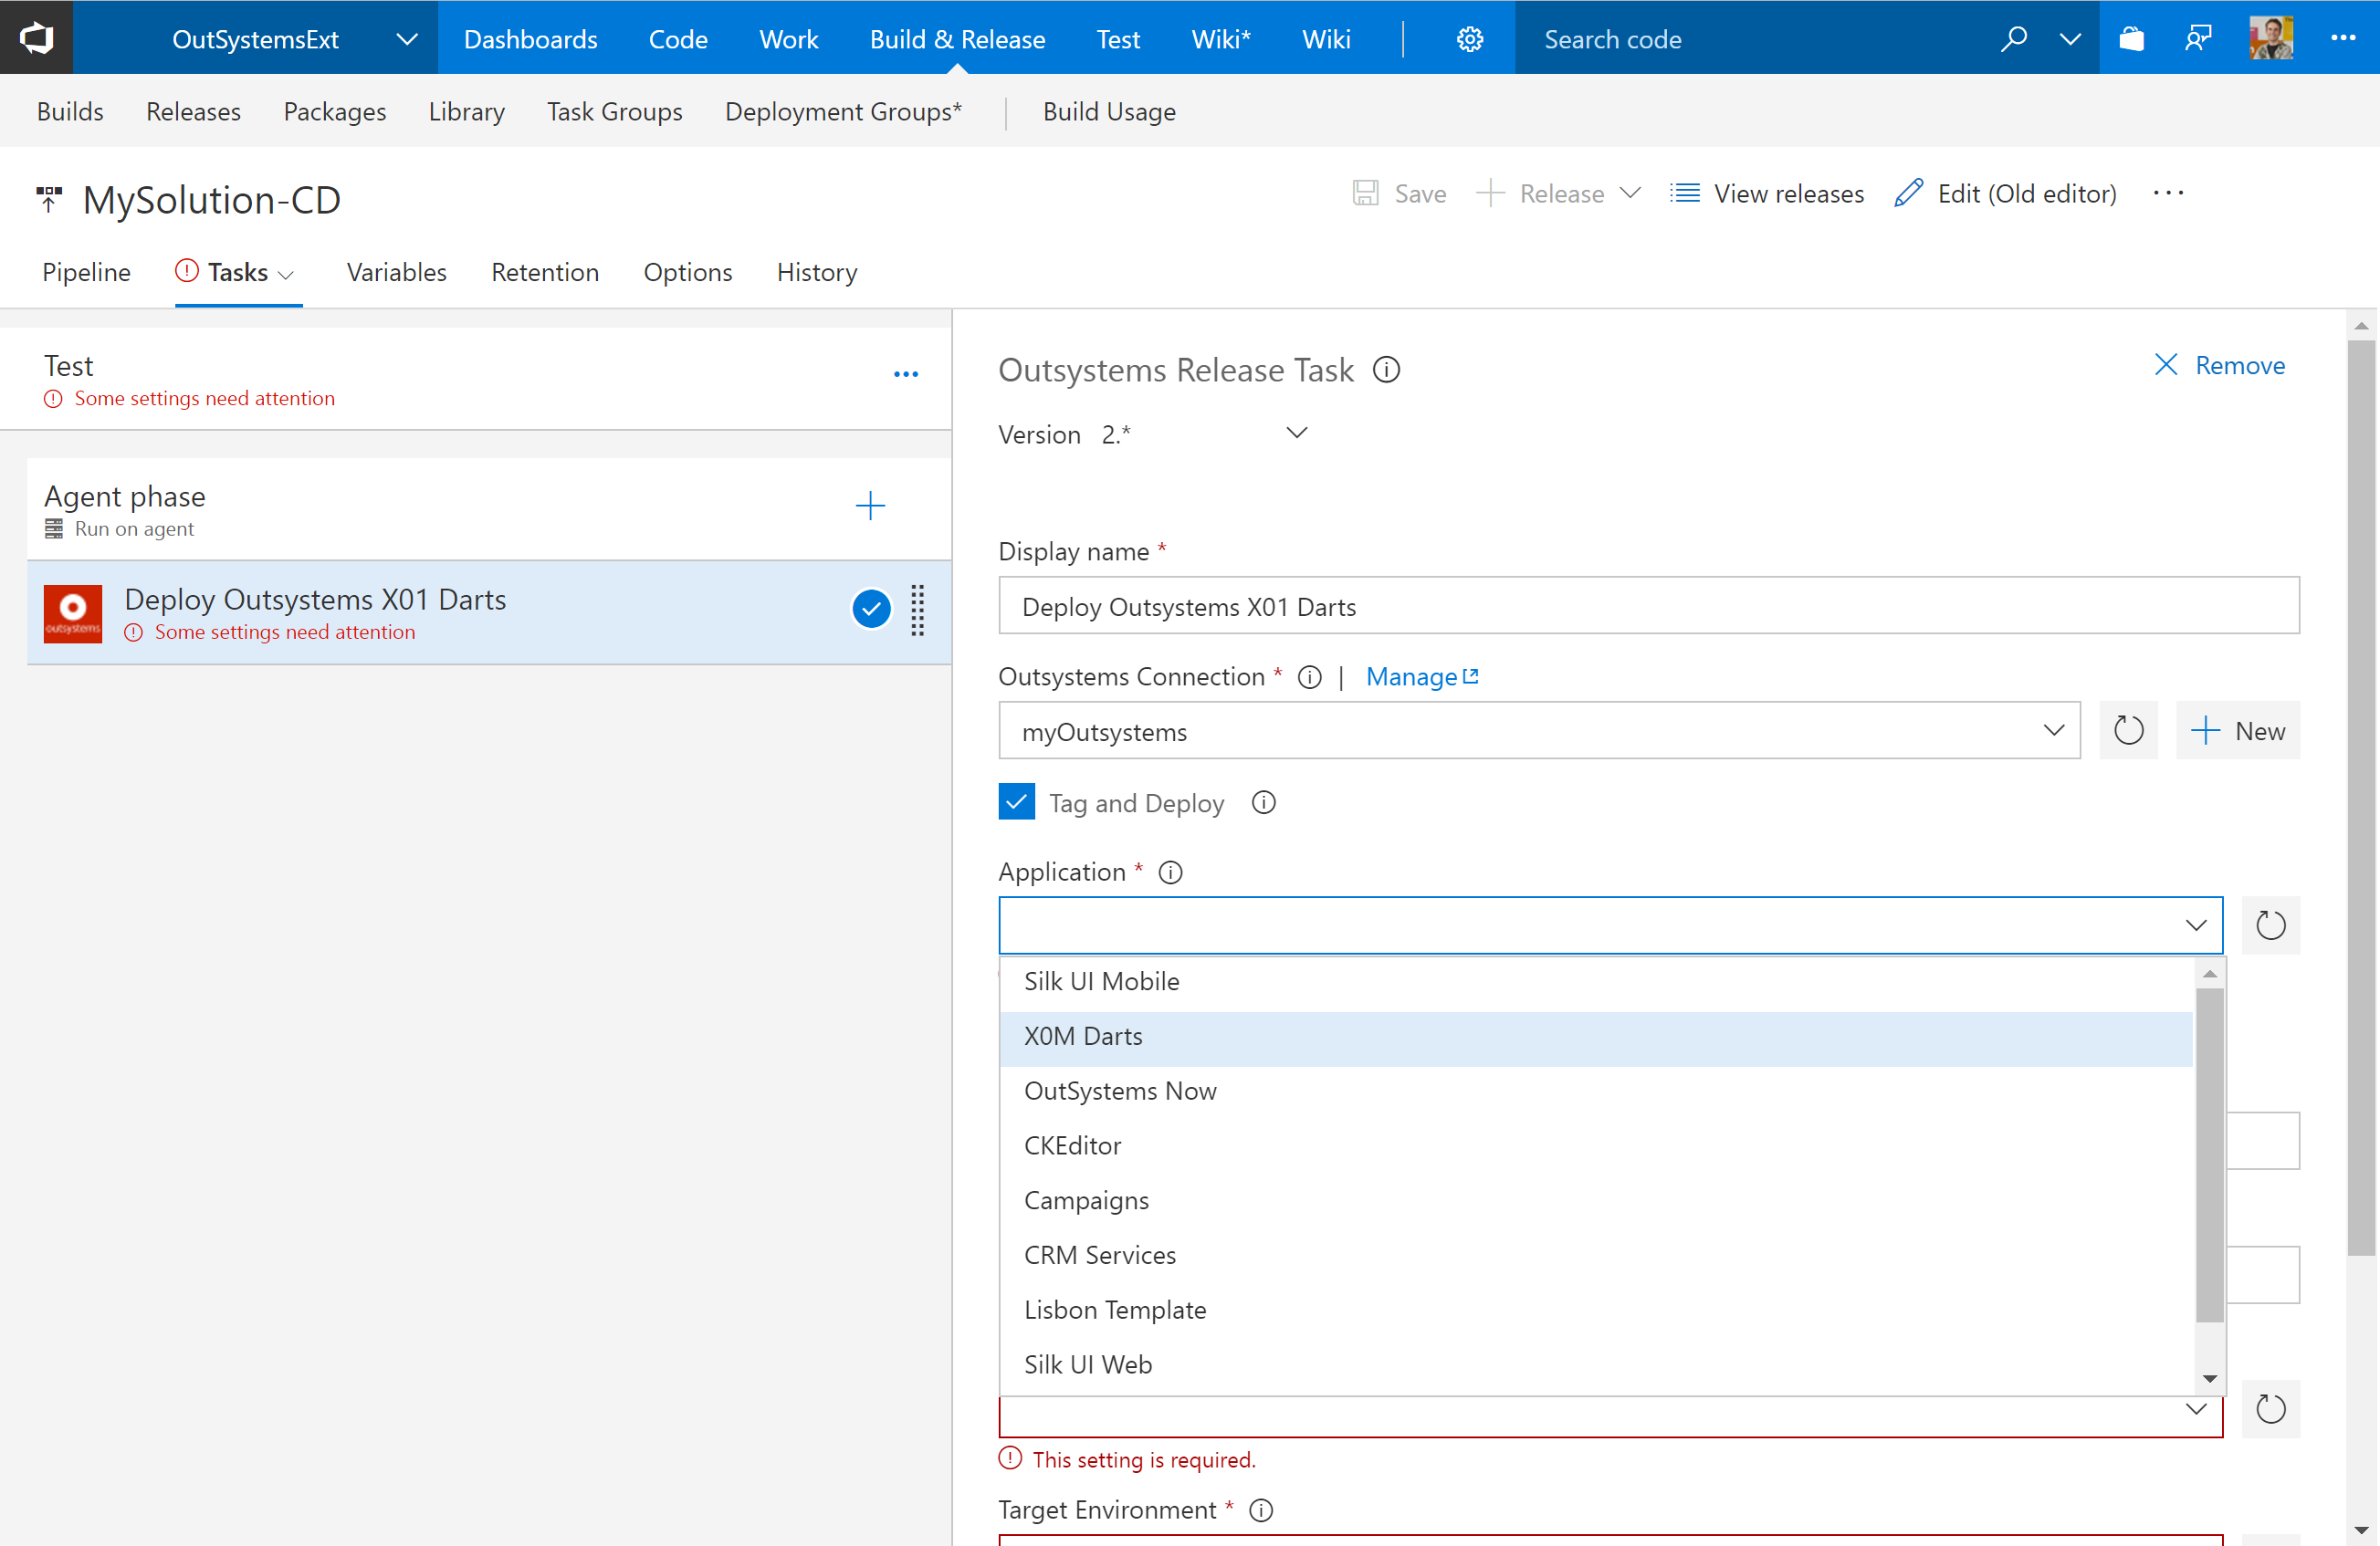 OutSystemsExt Dashboards Code Work Build & Release Test Wiki* Wiki Search code
Builds Releases Packages Library Task Groups Deployment Groups* Build Usage
MySolution-CD
Save Release View releases Edit (Old editor)
Pipeline Tasks Variables Retention Options History
Test
Some settings need attention
Agent phase
Run on agent
outsystems
Deploy Outsystems X01 Darts
Some settings need attention
Outsystems Release Task
Remove
Version 2.*
Display name *
Deploy Outsystems X01 Darts
Outsystems Connection * | Manage
myOutsystems
New
Tag and Deploy
Application *
Silk UI Mobile
X0M Darts
OutSystems Now
CKEditor
Campaigns
CRM Services
Lisbon Template
Silk UI Web
This setting is required.
Target Environment *